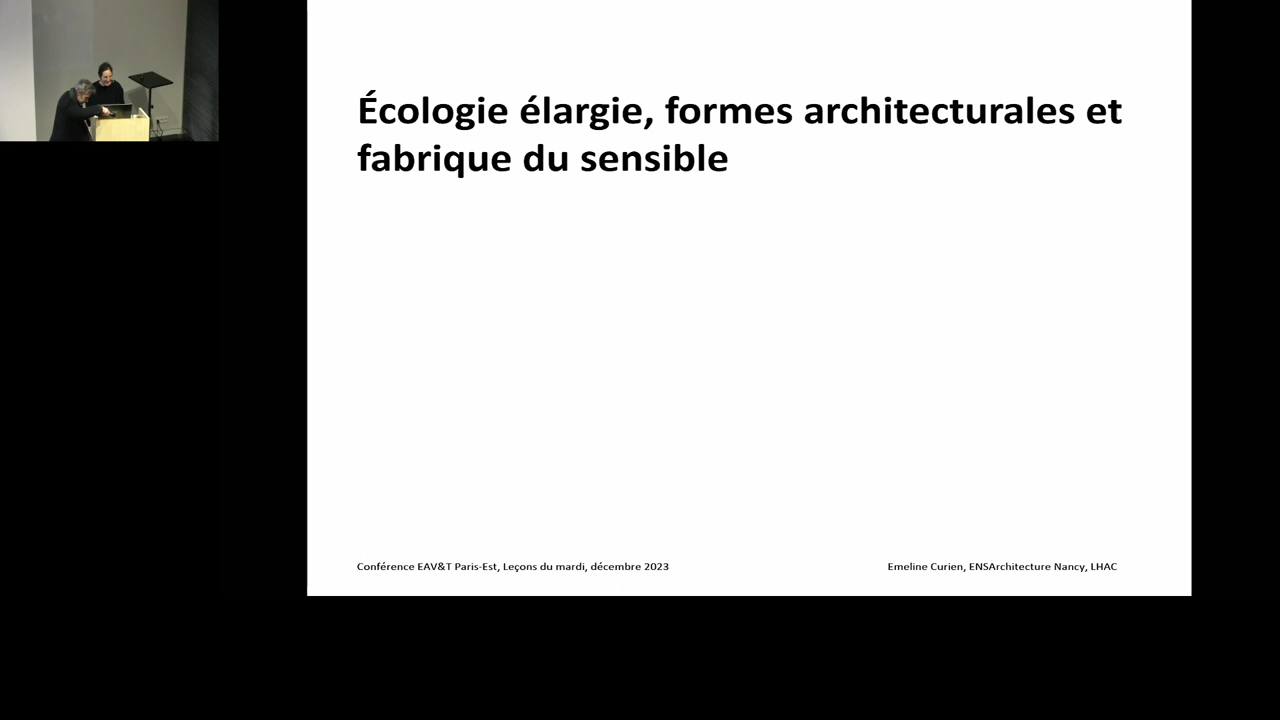 Écologie élargie, formes architecturales et
fabrique du sensible
Conférence EAV&T Paris-Est, Leçons du mardi, décembre 2023
Emeline Curien, ENSArchitecture Nancy, LHAC